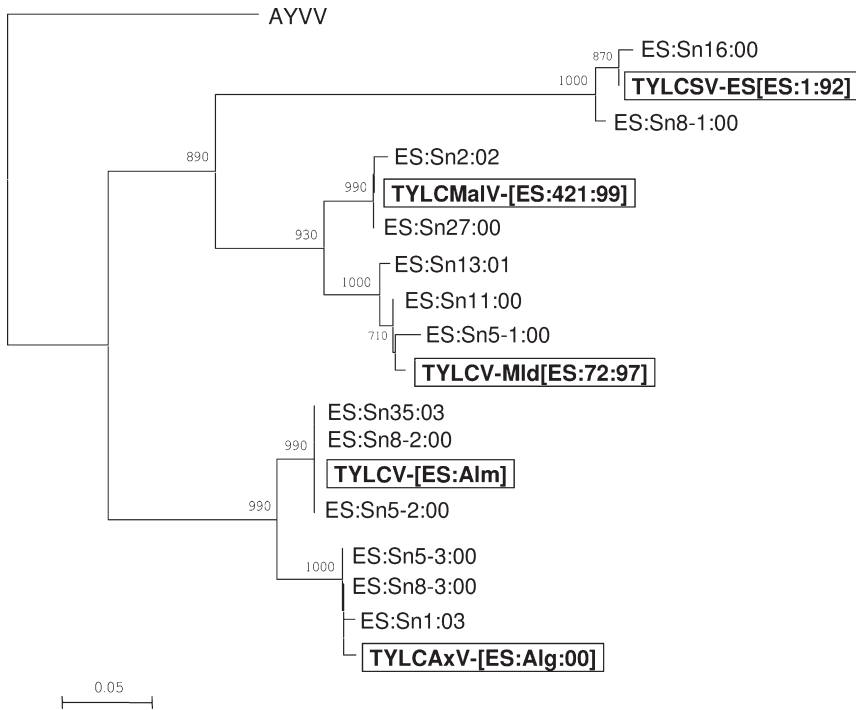 AYVV
870
ES:Sn16:00
1000
TYLCSV-ES[ES:1:92]
ES:Sn8-1:00
890
ES:Sn2:02
990
TYLCMalV-[ES:421:99]
ES:Sn27:00
930
ES:Sn13:01
1000
ES:Sn11:00
710
ES:Sn5-1:00
TYLCV-Mld[ES:72:97]
ES:Sn35:03
990
ES:Sn8-2:00
TYLCV-[ES:Alm]
990
ES:Sn5-2:00
ES:Sn5-3:00
1000
ES:Sn8-3:00
ES:Sn1:03
TYLCAxV-[ES:Alg:00]
0.05